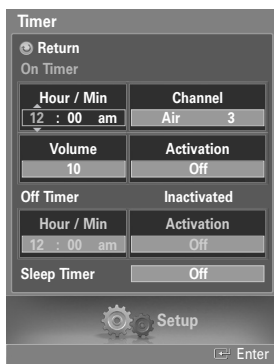 Timer
Return
On Timer
Hour / Min Channel
12 : 00 am Air 3
Volume Activation
10 Off
Off Timer Inactivated
Hour / Min Activation
12 : 00 am Off
Sleep Timer Off
Setup
Enter